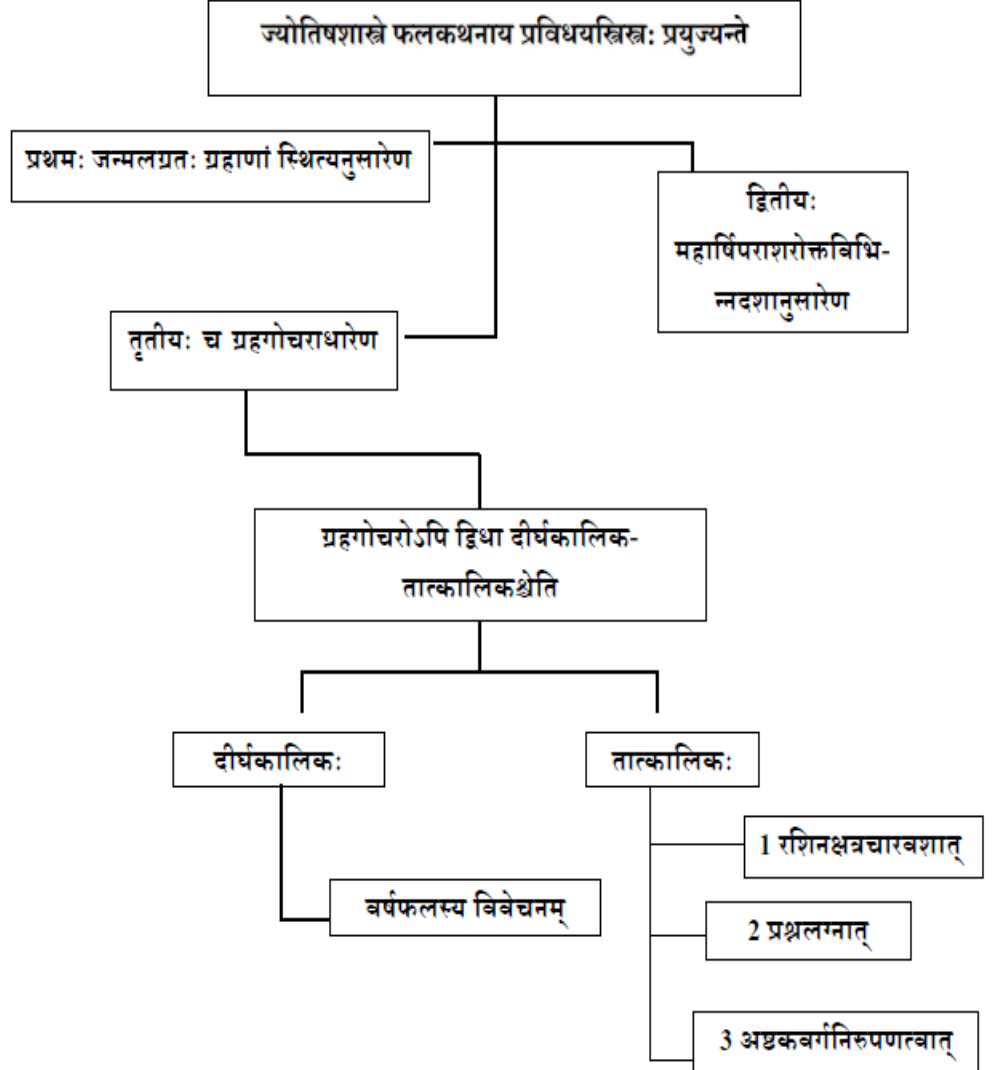 ज्योतिषशास्त्रे फलकथनाय प्रविधयस्त्रिस्त्र: प्रयुज्यन्ते
प्रथमः जन्मलग्रतः ग्रहाणां स्थित्यनुसारेण
द्वितीयः
महार्षिपराशरोक्तविभि-
न्नदशानुसारेण
तृतीयः च ग्रहगोचराधारेण
ग्रहगोचरोऽपि द्विधा दीर्घकालिक-
तात्कालिकश्चेति
दीर्घकालिकः
तात्कालिकः
1 रशिनक्षत्रचारवशात्
वर्षफलस्य विवेचनम्
2 प्रश्नलग्नात्
3 अष्टकवर्गनिरुपणत्वात्